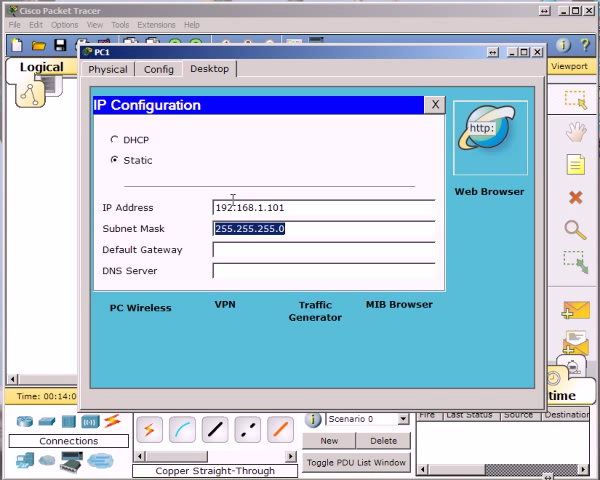 Cisco Packet Tracer
File Edit Options View Tools Extensions Help
PC1
Logical
Viewport
Physical Config Desktop
IP Configuration X
http:
DHCP
Static
Web Browser
IP Address 192.168.1.101
Subnet Mask 255.255.255.0
Default Gateway
DNS Server
PC Wireless VPN Traffic Generator MIB Browser
Time: 00:14:0
time
Scenario 0
Fire Last Status Source Destination
New Delete
Connections
Toggle PDU List Window
Copper Straight-Through